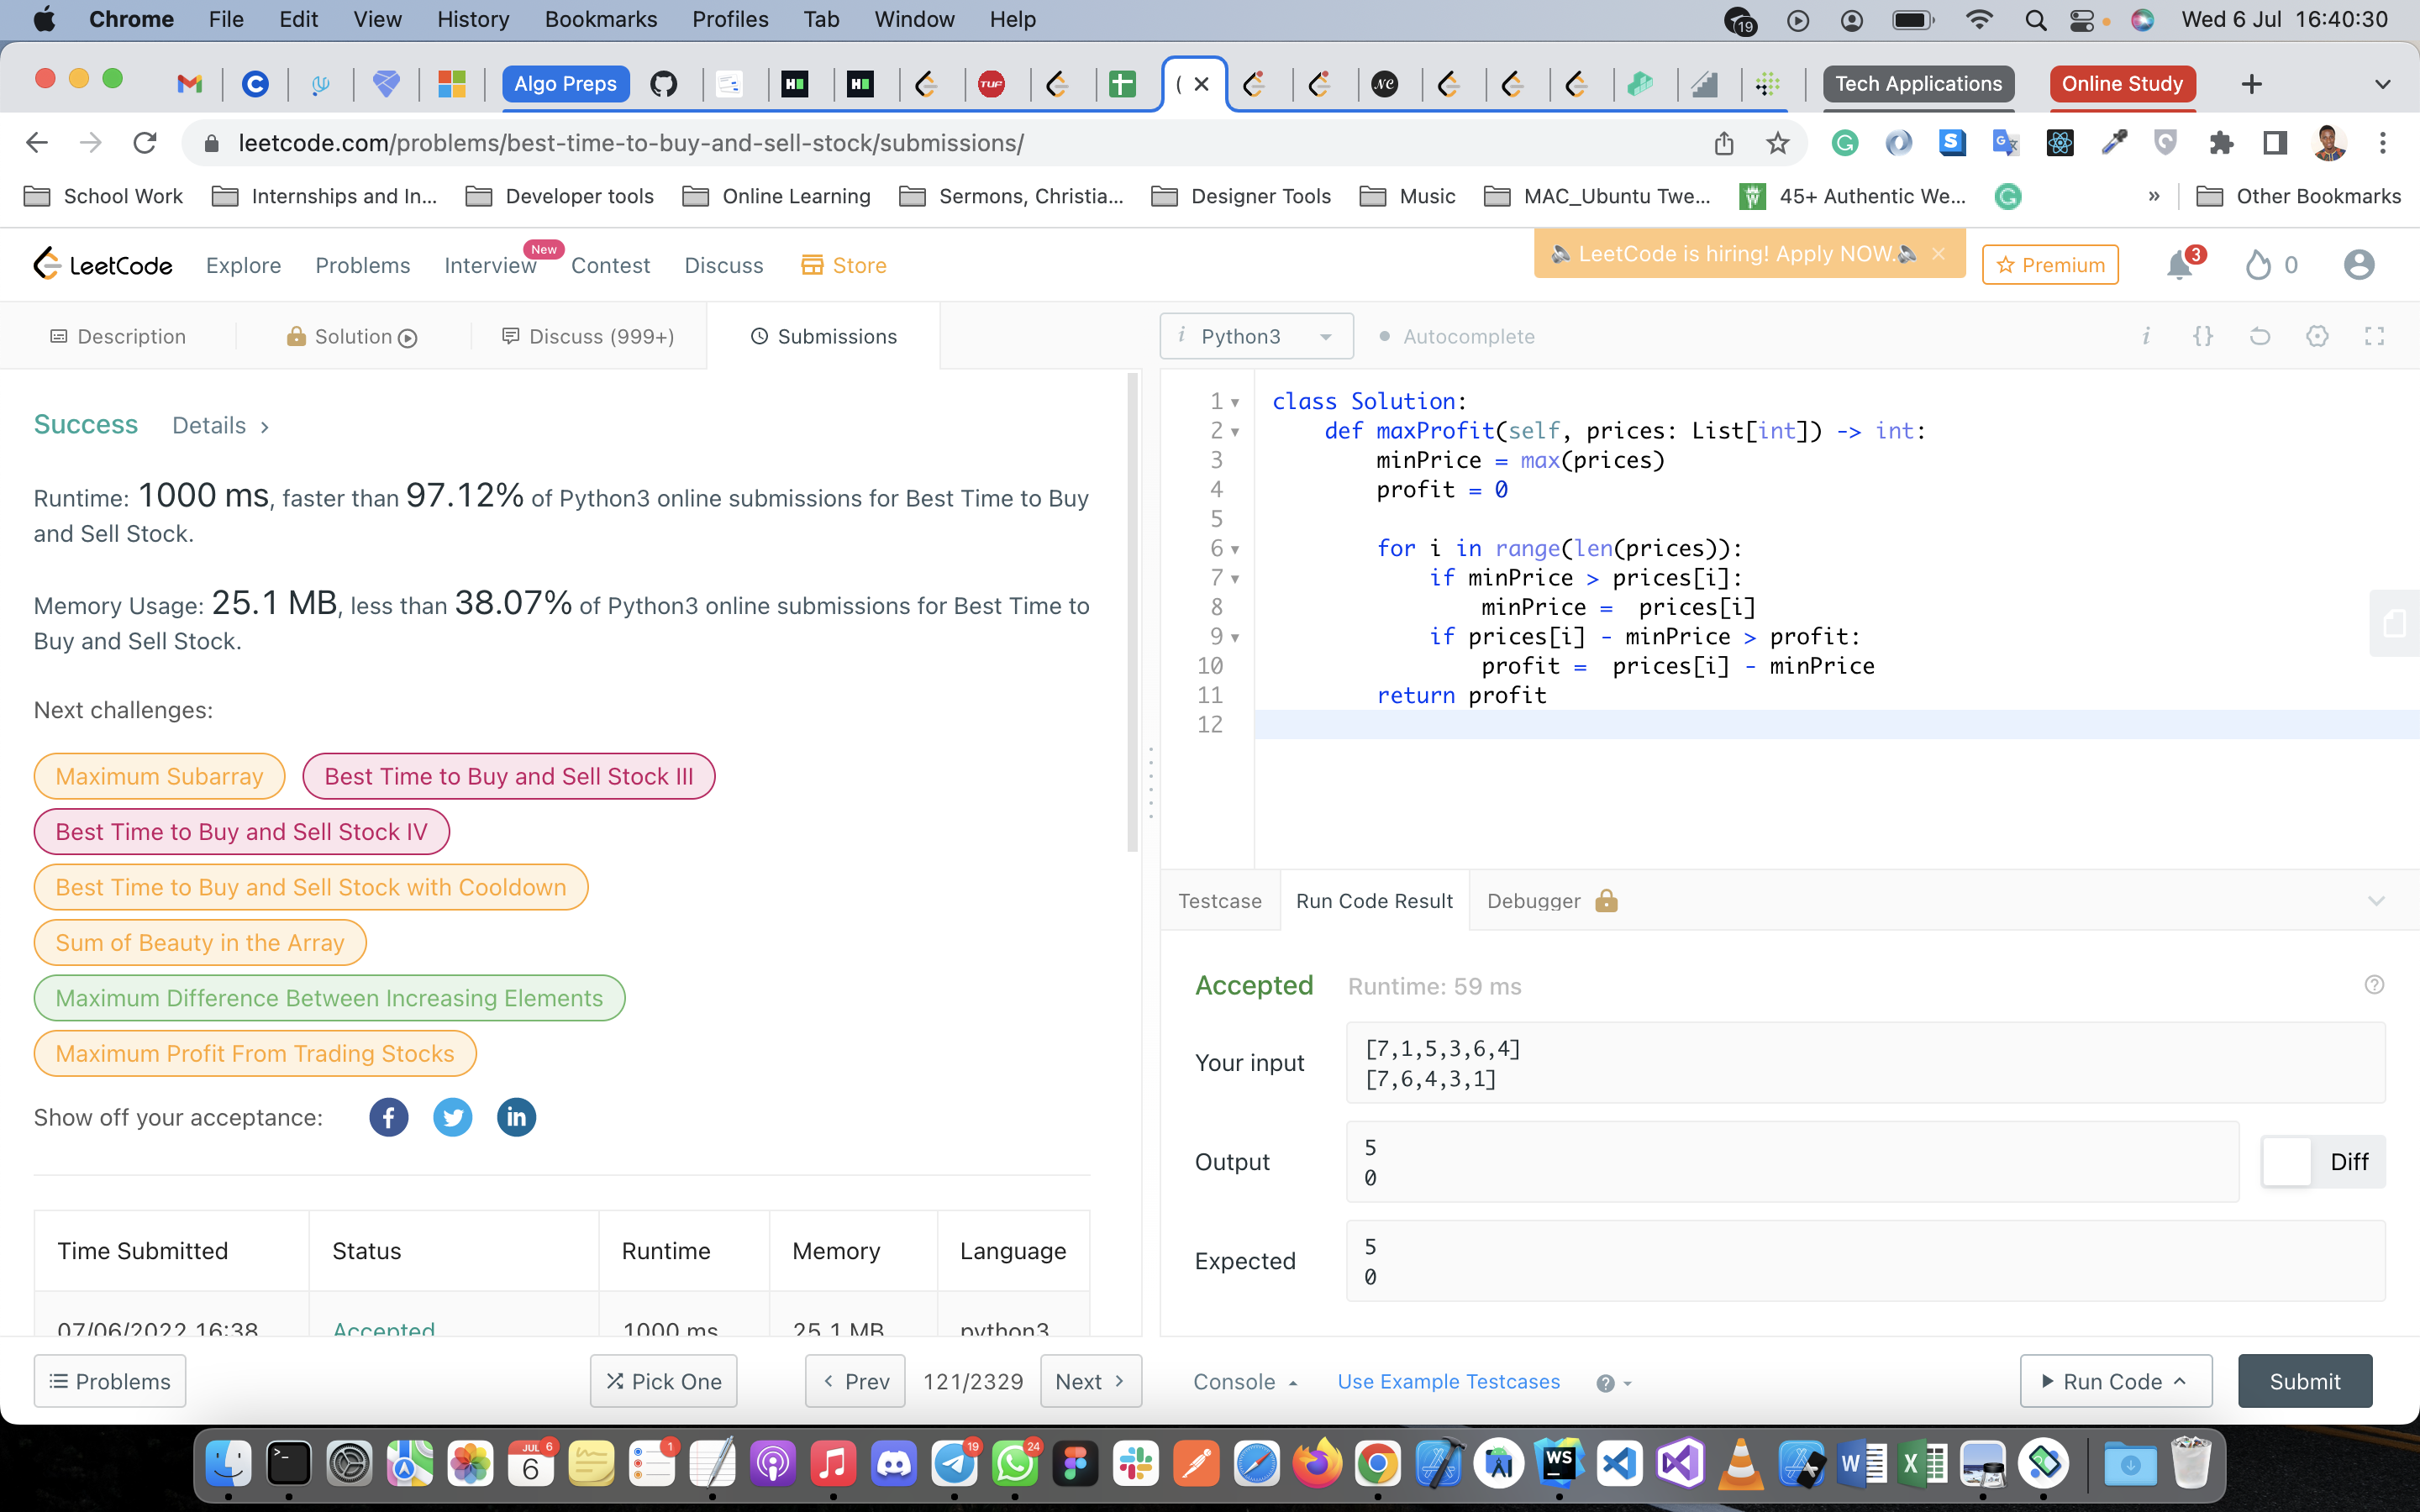 Chrome File Edit View History Bookmarks Profiles Tab Window Help 19 Wed 6 Jul 16:40:30
Algo Preps TUF ( Tech Applications Online Study
leetcode.com/problems/best-time-to-buy-and-sell-stock/submissions/
School Work Internships and In... Developer tools Online Learning Sermons, Christia... Designer Tools Music MAC_Ubuntu Twe... 45+ Authentic We... » Other Bookmarks
LeetCode Explore Problems Interview New Contest Discuss Store LeetCode is hiring! Apply NOW. Premium 3 0
Description Solution Discuss (999+) Submissions
i Python3 Autocomplete i {}
Success Details >
Runtime: 1000 ms, faster than 97.12% of Python3 online submissions for Best Time to Buy
and Sell Stock.
Memory Usage: 25.1 MB, less than 38.07% of Python3 online submissions for Best Time to
Buy and Sell Stock.
Next challenges:
Maximum Subarray Best Time to Buy and Sell Stock III
Best Time to Buy and Sell Stock IV
Best Time to Buy and Sell Stock with Cooldown
Sum of Beauty in the Array
Maximum Difference Between Increasing Elements
Maximum Profit From Trading Stocks
Show off your acceptance: f in
Time Submitted Status Runtime Memory Language
07/06/2022 16:38 Accepted 1000 ms 25.1 MB python3
1 class Solution:
2 def maxProfit(self, prices: List[int]) -> int:
3 minPrice = max(prices)
4 profit = 0
5
6 for i in range(len(prices)):
7 if minPrice > prices[i]:
8 minPrice =  prices[i]
9 if prices[i] - minPrice > profit:
10 profit =  prices[i] - minPrice
11 return profit
12
Testcase Run Code Result Debugger
Accepted Runtime: 59 ms
Your input
[7,1,5,3,6,4]
[7,6,4,3,1]
Output
5
0
Diff
Expected
5
0
Problems Pick One < Prev 121/2329 Next > Console Use Example Testcases Run Code Submit
JUL 6 6 1 19 24 WS W X